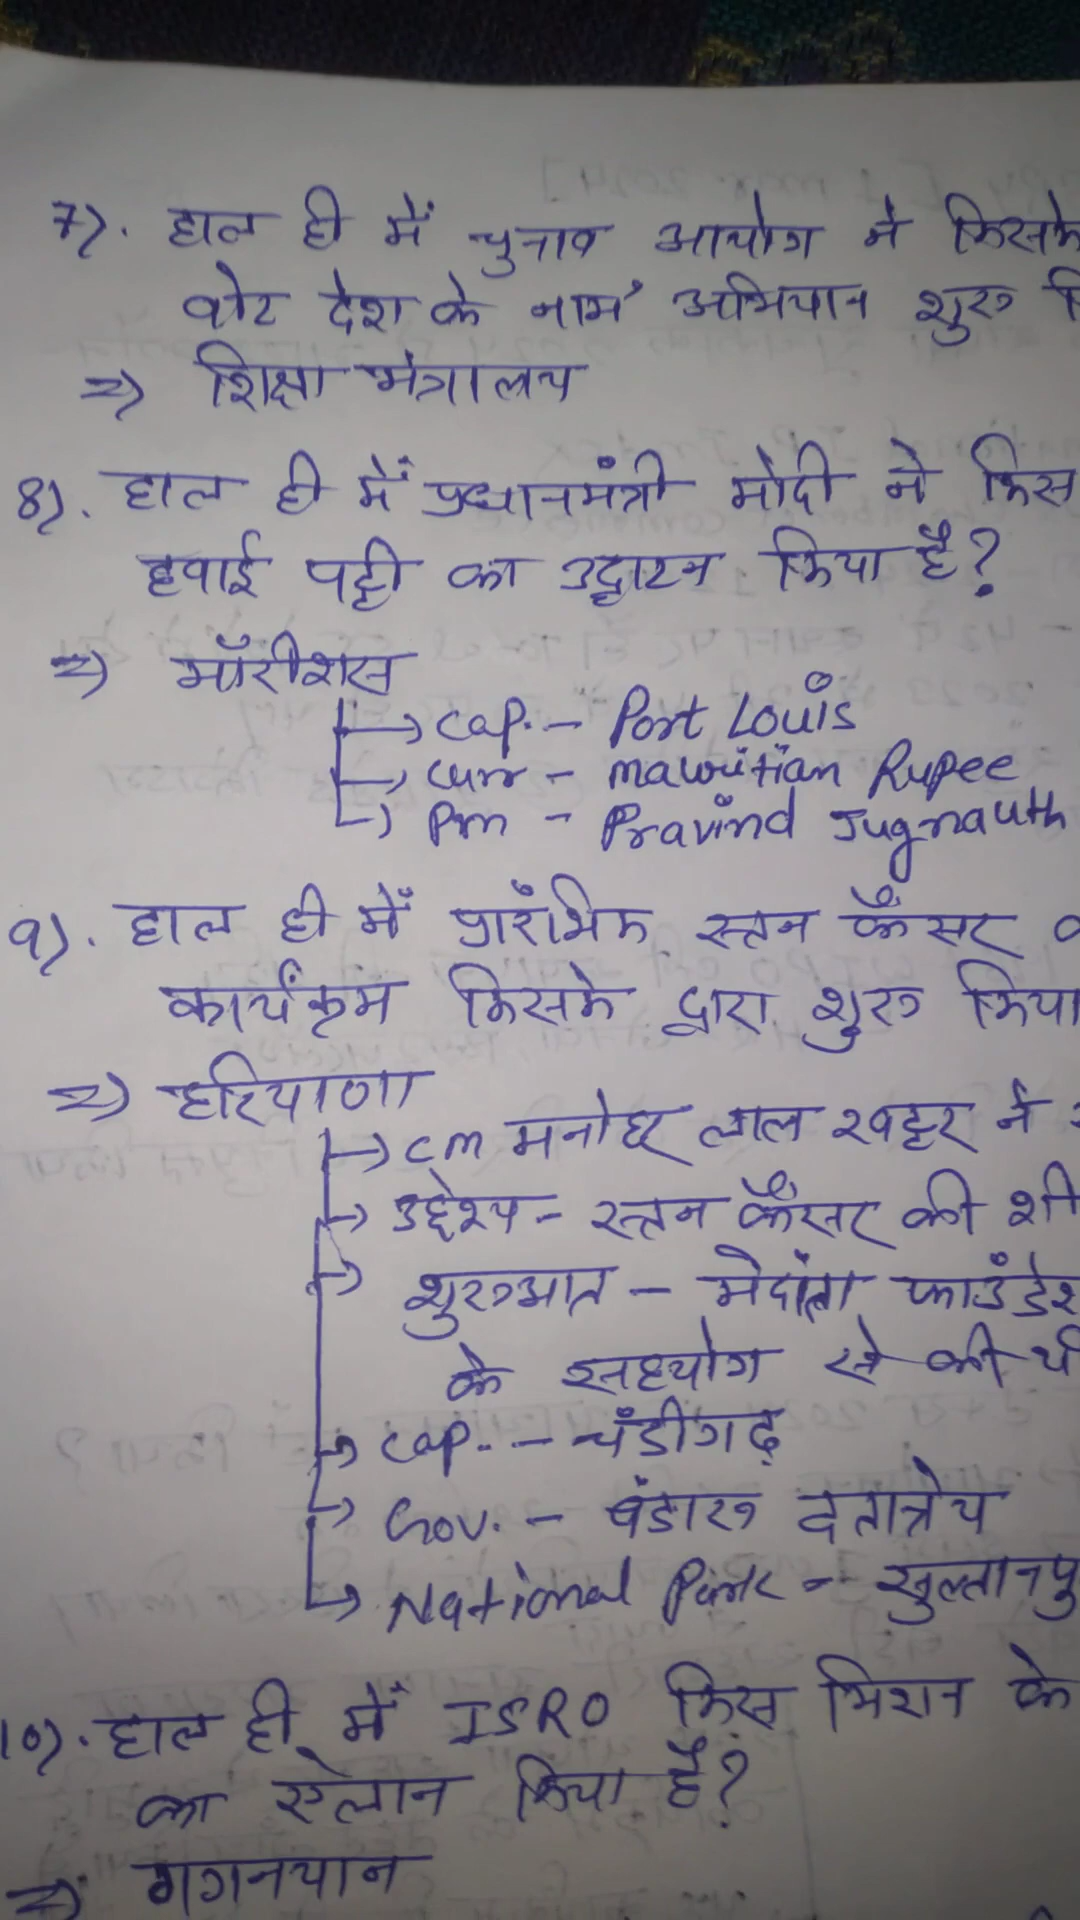 7). हाल ही में चुनाव आयोग ने किसके
वोट देश के नाम' अभियान शुरू
=> शिक्षा मंत्रालय
8). हाल ही में प्रधानमंत्री मोदी ने किस
हवाई पट्टी का उद्घाटन किया है?
=> मॉरीशस
→ Cap. - Port Louis
→ Curr - Mauritian Rupee
→ Pm - Pravind Jugnauth
9). हाल ही में प्रारंभिक स्तन कैंसर
कार्यक्रम किसके द्वारा शुरू किया
=> हरियाणा
→ Cm मनोहर लाल खट्टर ने
→ उद्देश्य - स्तन कैंसर की शी
→ शुरुआत - मेदांता फाउंडेश
के सहयोग से की थी
→ Cap. - चंडीगढ़
→ Gov. - बंडारू दतात्रेय
→ National Park - सुल्तानपु
10). हाल ही में ISRO किस मिशन के
का ऐलान किया है?
=> गगनयान